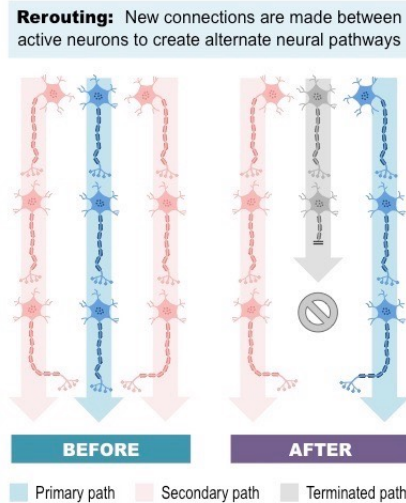 Rerouting: New connections are made between
active neurons to create alternate neural pathways
BEFORE
AFTER
Primary path
Secondary path
Terminated path